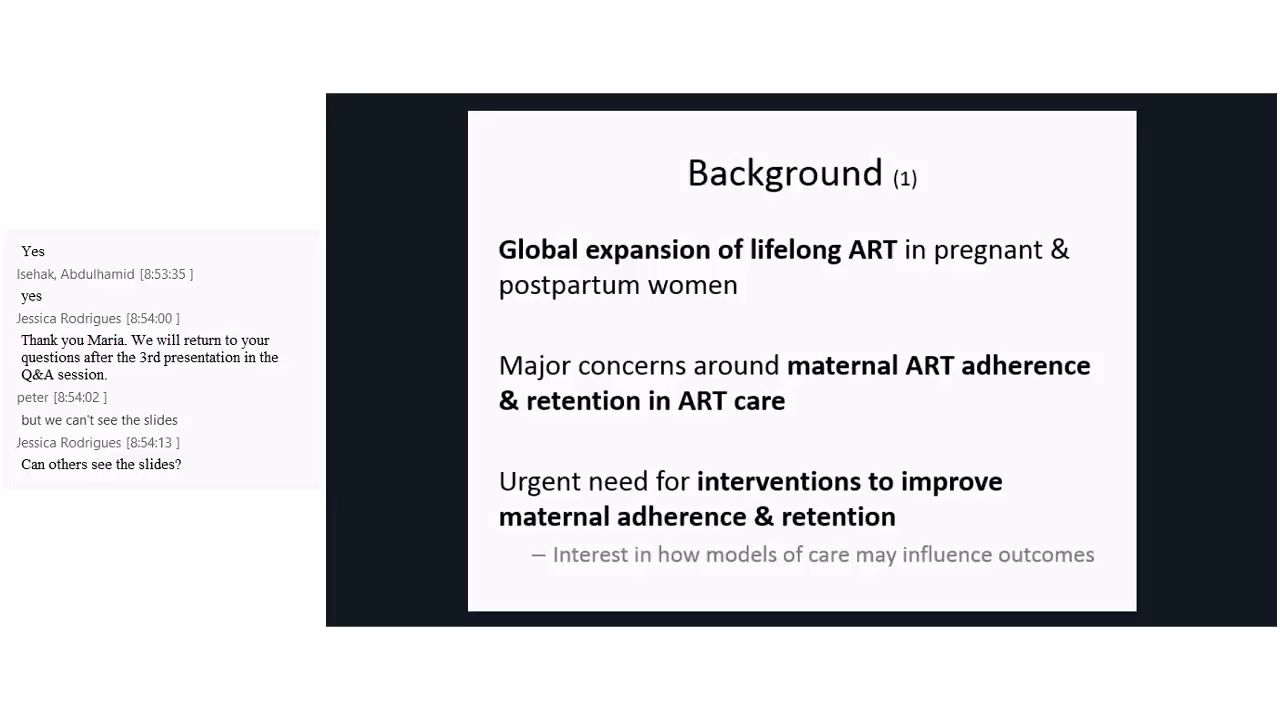 Yes
Isehak, Abdulhamid [8:53:35 ]
yes
Jessica Rodrigues [8:54:00 ]
Thank you Maria. We will return to your
questions after the 3rd presentation in the
Q&A session.
peter [8:54:02 ]
but we can't see the slides
Jessica Rodrigues [8:54:13 ]
Can others see the slides?
Background (1)
Global expansion of lifelong ART in pregnant &
postpartum women
Major concerns around maternal ART adherence
& retention in ART care
Urgent need for interventions to improve
maternal adherence & retention
– Interest in how models of care may influence outcomes